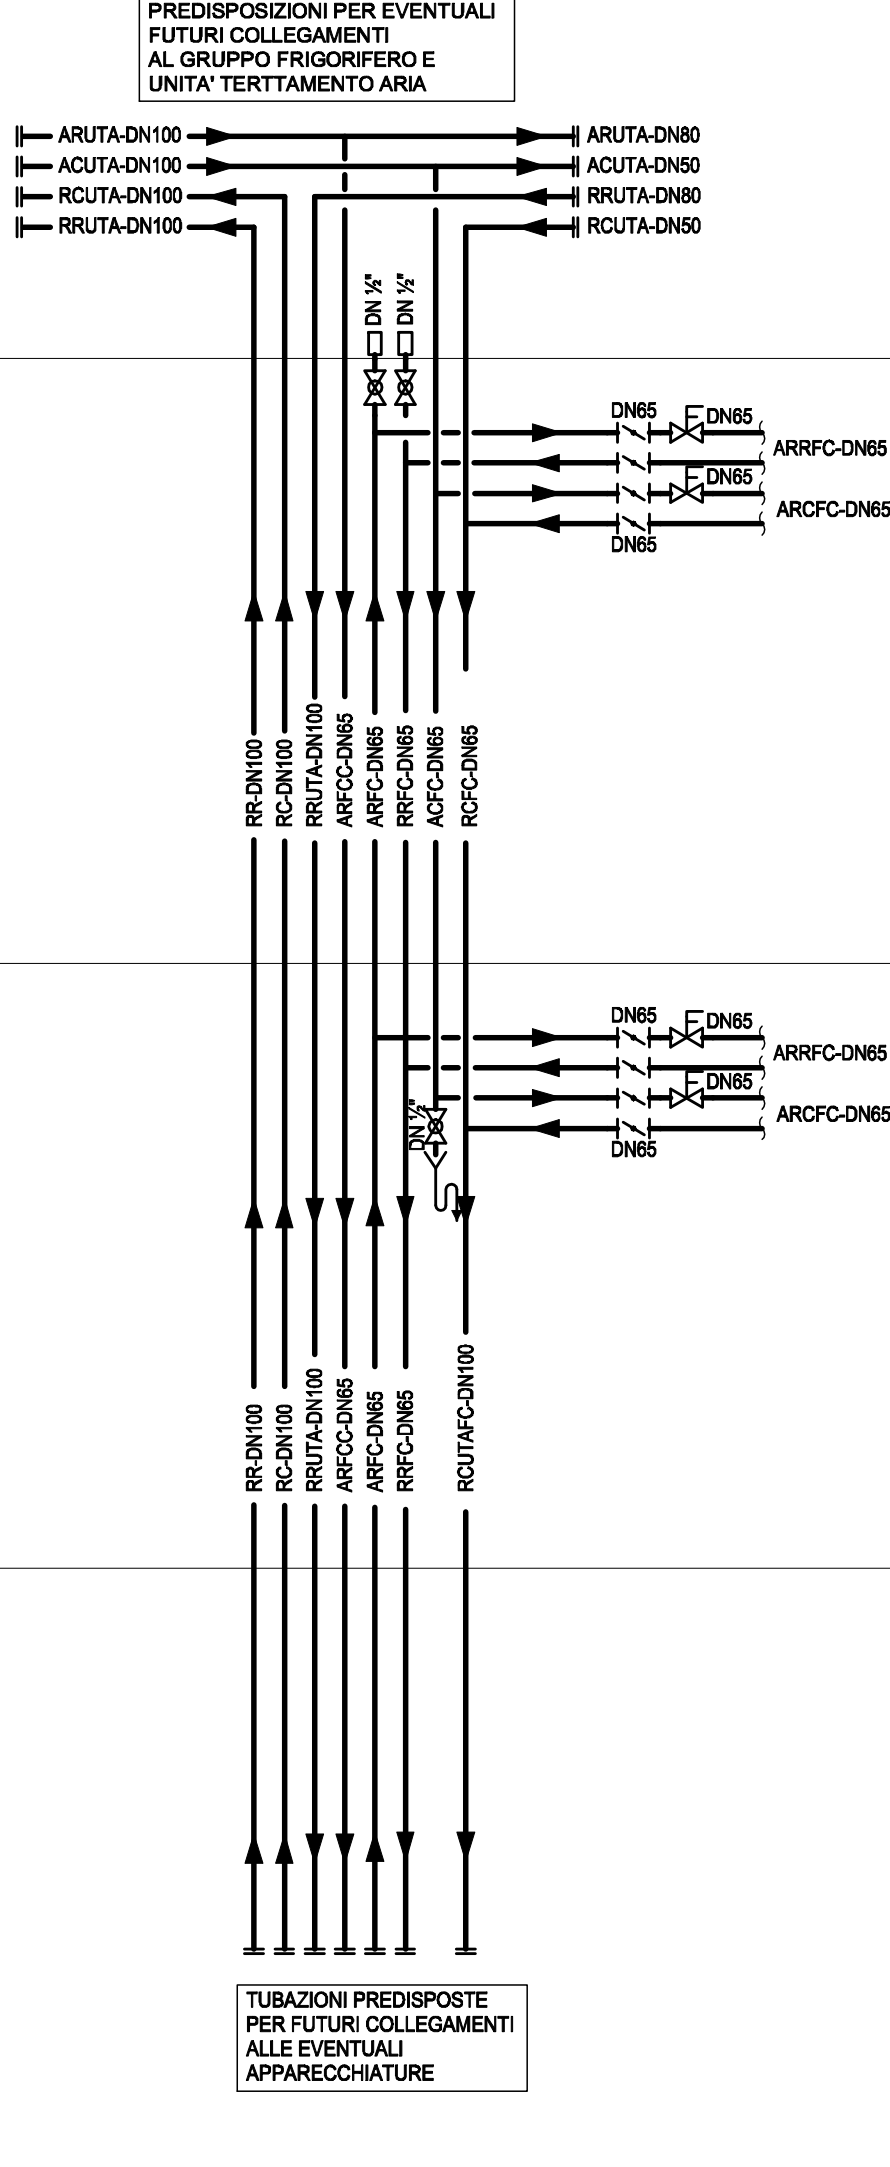 PREDISPOSIZIONI PER EVENTUALI
FUTURI COLLEGAMENTI
AL GRUPPO FRIGORIFERO E
UNITA' TERTTAMENTO ARIA
ARUTA-DN100
ARUTA-DN80
ACUTA-DN100
ACUTA-DN50
RCUTA-DN100
RRUTA-DN80
RRUTA-DN100
RCUTA-DN50
DN ½"
DN ½"
DN65
DN65
ARRFC-DN65
DN65
ARCFC-DN65
DN65
RR-DN100
RC-DN100
RRUTA-DN100
ARFCC-DN65
ARFC-DN65
RRFC-DN65
ACFC-DN65
RCFC-DN65
DN65
DN65
ARRFC-DN65
DN65
ARCFC-DN65
DN65
DN ½"
RR-DN100
RC-DN100
RRUTA-DN100
ARFCC-DN65
ARFC-DN65
RRFC-DN65
RCUTAFC-DN100
TUBAZIONI PREDISPOSTE
PER FUTURI COLLEGAMENTI
ALLE EVENTUALI
APPARECCHIATURE